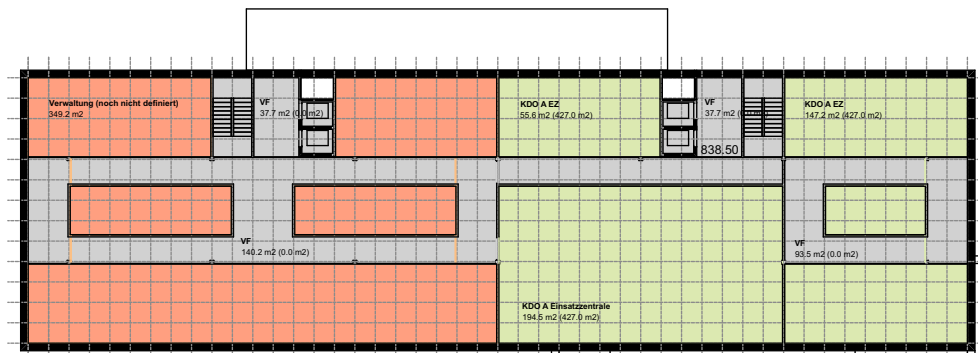 Verwaltung (noch nicht definiert)
349.2 m2
VF
37.7 m2 (0.0 m2)
KDO A EZ
55.6 m2 (427.0 m2)
VF
37.7 m2 (0.0 m2)
838.50
KDO A EZ
147.2 m2 (427.0 m2)
VF
140.2 m2 (0.0 m2)
VF
93.5 m2 (0.0 m2)
KDO A Einsatzzentrale
194.5 m2 (427.0 m2)